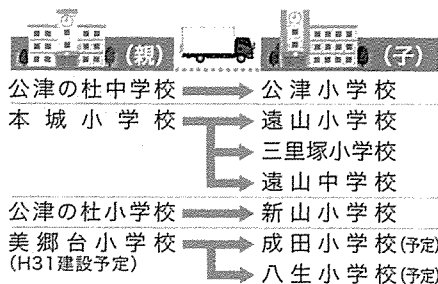 (親) (子)
公津の杜中学校 公津小学校
本城小学校 遠山小学校
三里塚小学校
遠山中学校
公津の杜小学校 新山小学校
美郷台小学校 成田小学校(予定)
(H31建設予定) 八生小学校(予定)